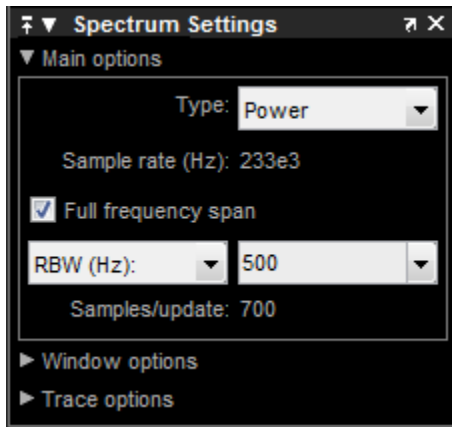 Spectrum Settings
Main options
Type: Power
Sample rate (Hz): 233e3
Full frequency span
RBW (Hz): 500
Samples/update: 700
Window options
Trace options